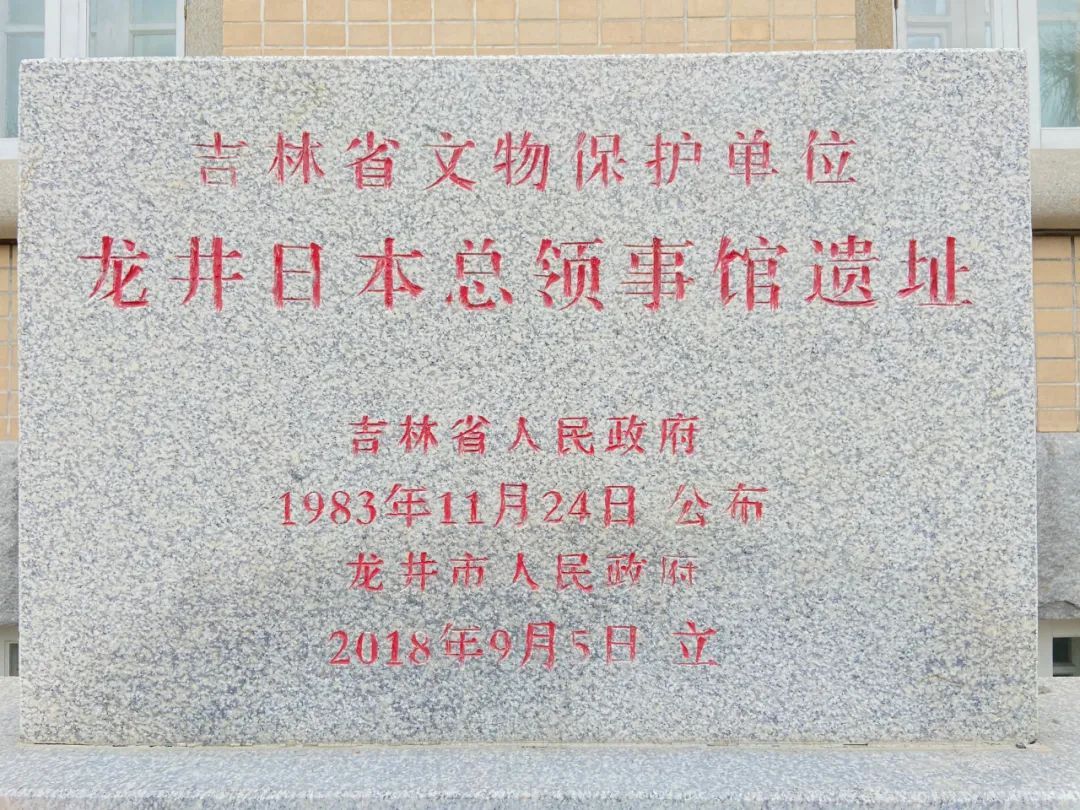 吉林省文物保护单位
龙井日本总领事馆遗址
吉林省人民政府
1983年11月24日 公布
龙井市人民政府
2018年9月5日 立